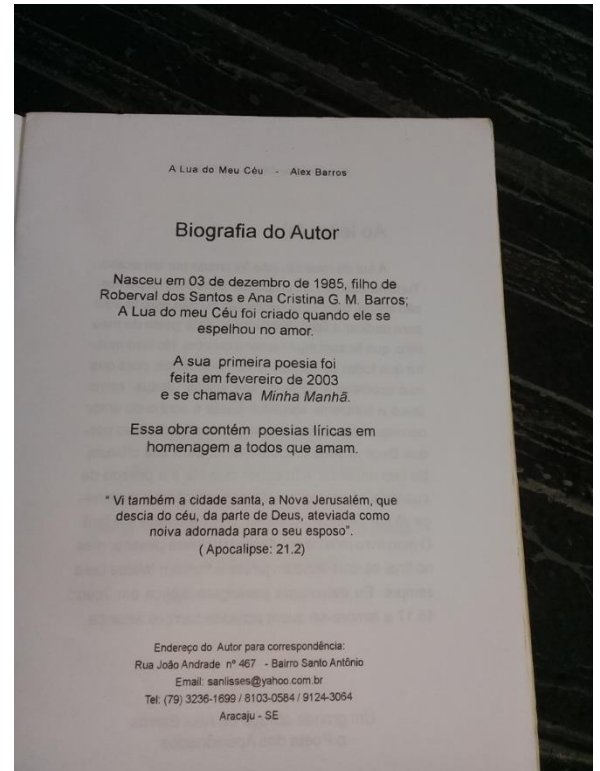 A Lua do Meu Céu - Alex Barros
Biografia do Autor
Nasceu em 03 de dezembro de 1985, filho de
Roberval dos Santos e Ana Cristina G. M. Barros;
A Lua do meu Céu foi criado quando ele se
espelhou no amor.
A sua primeira poesia foi
feita em fevereiro de 2003
e se chamava Minha Manhã.
Essa obra contém poesias líricas em
homenagem a todos que amam.
“ Vi também a cidade santa, a Nova Jerusalém, que
descia do céu, da parte de Deus, ateviada como
noiva adornada para o seu esposo”.
( Apocalipse: 21.2)
Endereço do Autor para correspondência:
Rua João Andrade nº 467 - Bairro Santo Antônio
Email: sanlisses@yahoo.com.br
Tel: (79) 3236-1699 / 8103-0584 / 9124-3064
Aracaju - SE